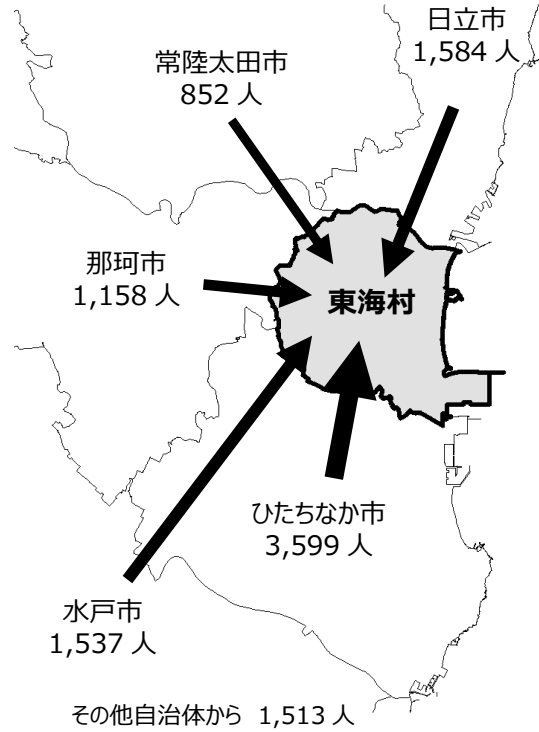 日立市
1,584 人
常陸太田市
852 人
那珂市
1,158 人
東海村
ひたちなか市
3,599 人
水戸市
1,537 人
その他自治体から 1,513 人